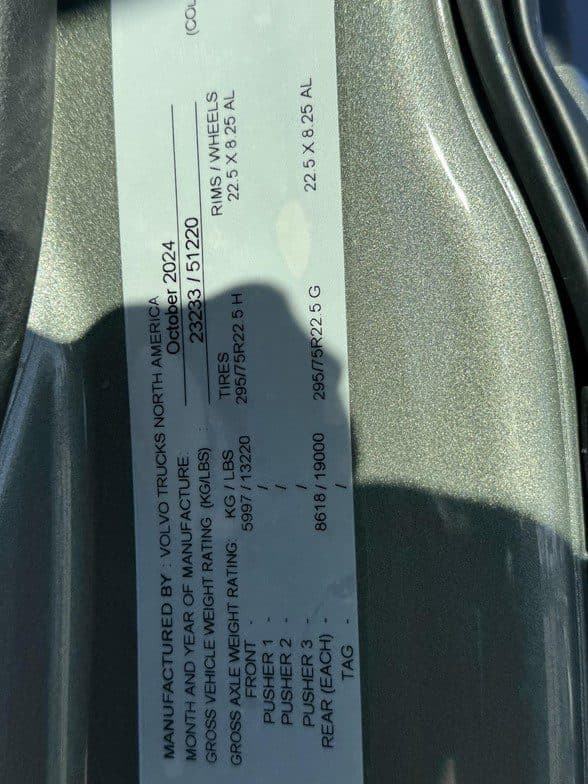 MANUFACTURED BY : VOLVO TRUCKS NORTH AMERICA
MONTH AND YEAR OF MANUFACTURE: October 2024
GROSS VEHICLE WEIGHT RATING (KG/LBS) : 23233 / 51220
GROSS AXLE WEIGHT RATING: KG / LBS TIRES RIMS / WHEELS (COL
FRONT - 5997 / 13220 295/75R22.5 H 22.5 X 8.25 AL
PUSHER 1 - /
PUSHER 2 - /
PUSHER 3 - /
REAR (EACH) - 8618 / 19000 295/75R22.5 G 22.5 X 8.25 AL
TAG - /